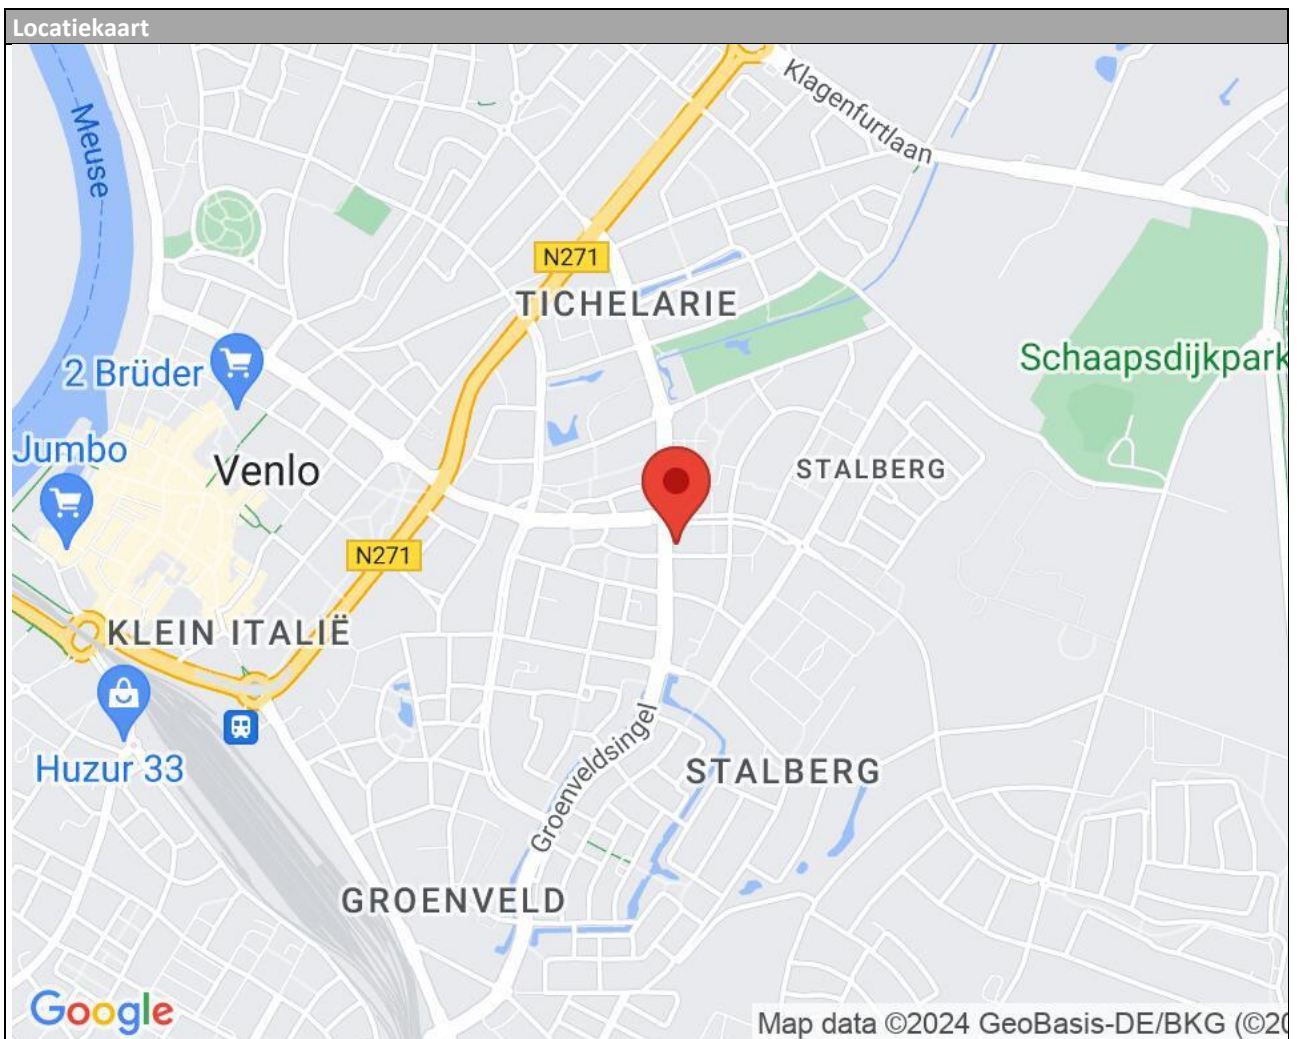 Locatiekaart
Klagenfurtlaan
Meuse
N271
TICHELARIE
Schaapsdijkpark
2 Brüder
Jumbo
Venlo
STALBERG
N271
KLEIN ITALIË
Groenveldsingel
Huzur 33
STALBERG
GROENVELD
Google
Map data ©2024 GeoBasis-DE/BKG (©20